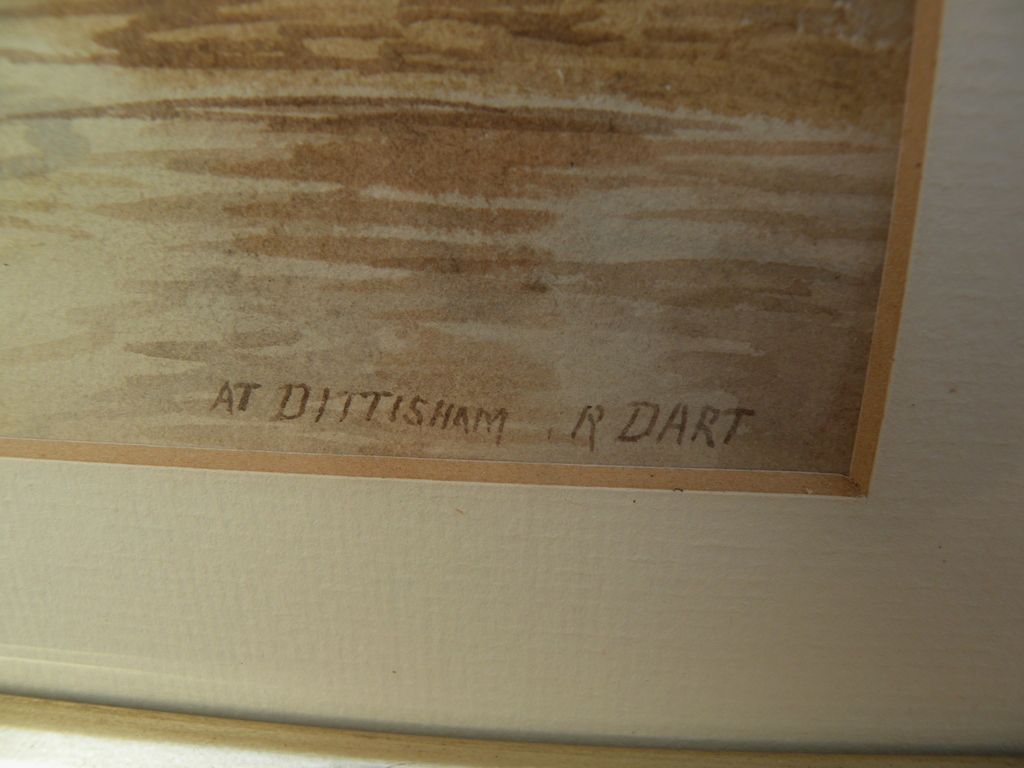 AT DITTISHAM . R DART